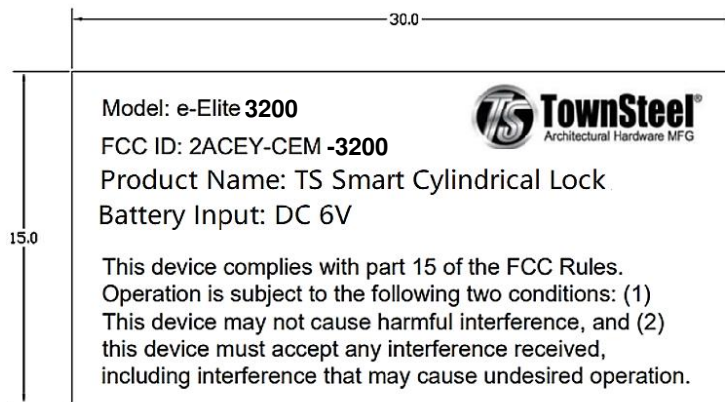 30.0
Model: e-Elite 3200
TS TownSteel®
Architectural Hardware MFG
FCC ID: 2ACEY-CEM -3200
Product Name: TS Smart Cylindrical Lock
Battery Input: DC 6V
15.0
This device complies with part 15 of the FCC Rules.
Operation is subject to the following two conditions: (1)
This device may not cause harmful interference, and (2)
this device must accept any interference received,
including interference that may cause undesired operation.